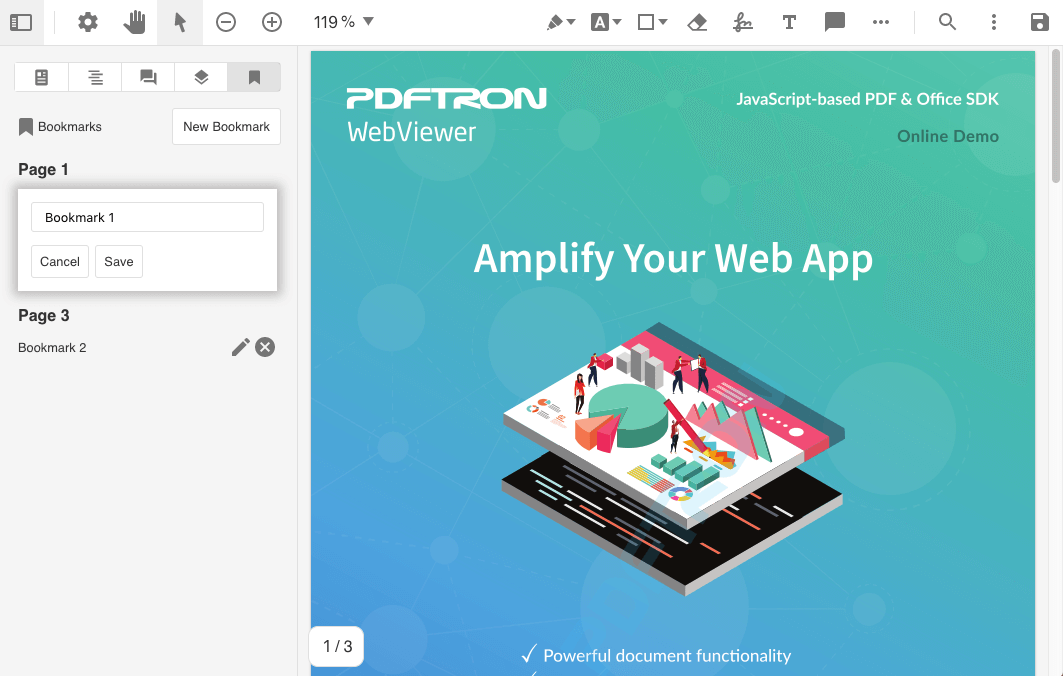 119 %
A
T
Bookmarks
New Bookmark
Page 1
Bookmark 1
Cancel
Save
Page 3
Bookmark 2
PDFTRON
WebViewer
JavaScript-based PDF & Office SDK
Online Demo
Amplify Your Web App
1 / 3
Powerful document functionality